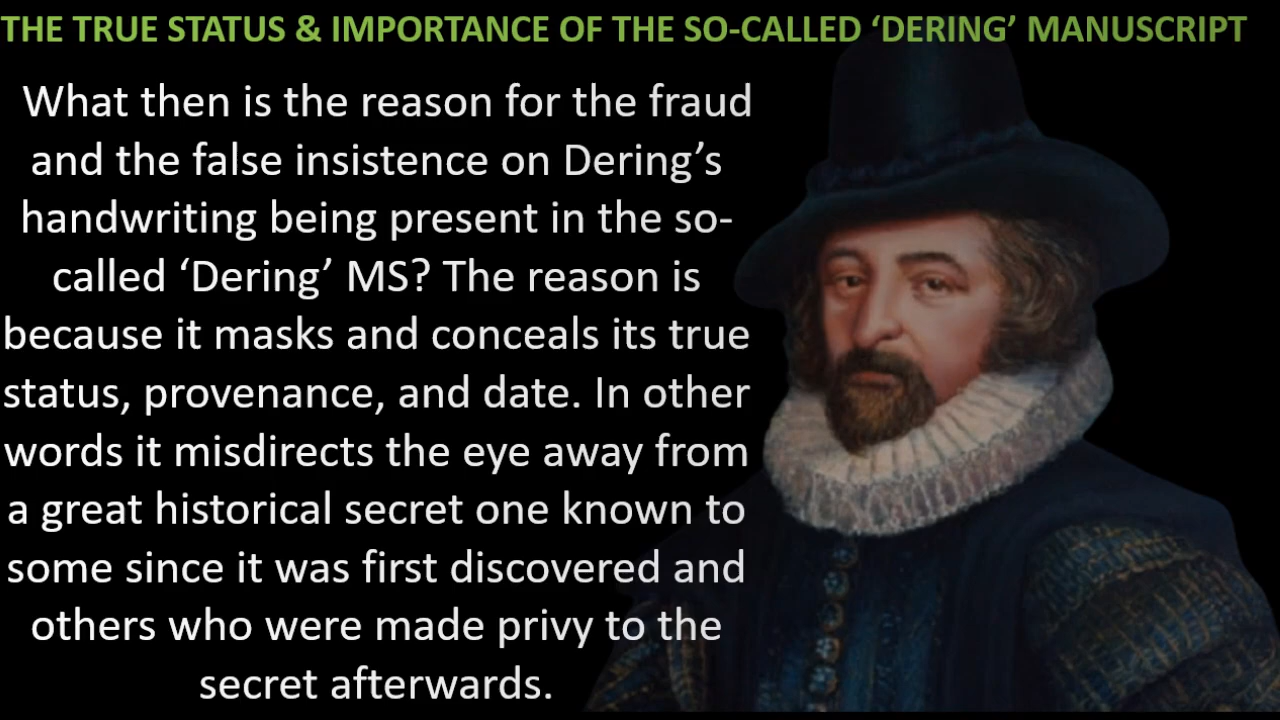 THE TRUE STATUS & IMPORTANCE OF THE SO-CALLED ‘DERING’ MANUSCRIPT
What then is the reason for the fraud
and the false insistence on Dering’s
handwriting being present in the so-
called ‘Dering’ MS? The reason is
because it masks and conceals its true
status, provenance, and date. In other
words it misdirects the eye away from
a great historical secret one known to
some since it was first discovered and
others who were made privy to the
secret afterwards.